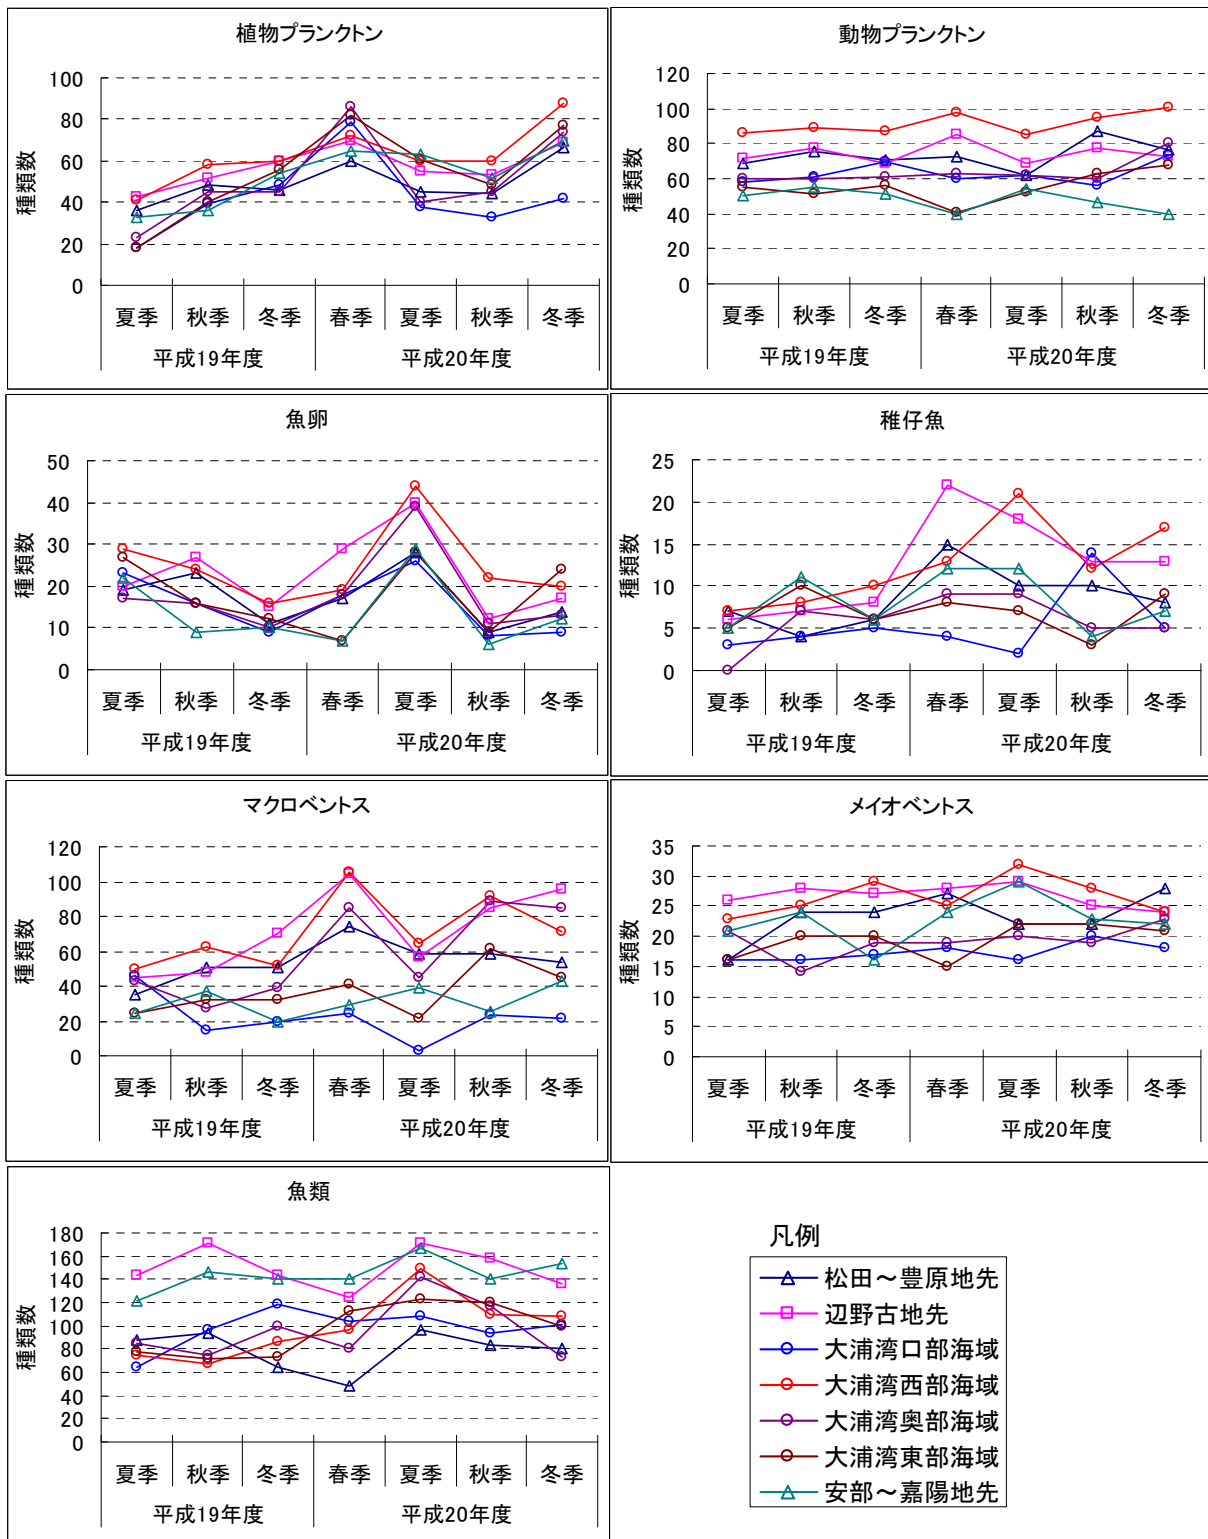 植物プランクトン
種類数
100
80
60
40
20
0
夏季 秋季 冬季 春季 夏季 秋季 冬季
平成19年度 平成20年度
動物プランクトン
種類数
120
100
80
60
40
20
0
夏季 秋季 冬季 春季 夏季 秋季 冬季
平成19年度 平成20年度
魚卵
種類数
50
40
30
20
10
0
夏季 秋季 冬季 春季 夏季 秋季 冬季
平成19年度 平成20年度
稚仔魚
種類数
25
20
15
10
5
0
夏季 秋季 冬季 春季 夏季 秋季 冬季
平成19年度 平成20年度
マクロベントス
種類数
120
100
80
60
40
20
0
夏季 秋季 冬季 春季 夏季 秋季 冬季
平成19年度 平成20年度
メイオベントス
種類数
35
30
25
20
15
10
5
0
夏季 秋季 冬季 春季 夏季 秋季 冬季
平成19年度 平成20年度
魚類
種類数
180
160
140
120
100
80
60
40
20
0
夏季 秋季 冬季 春季 夏季 秋季 冬季
平成19年度 平成20年度
凡例
松田～豊原地先
辺野古地先
大浦湾口部海域
大浦湾西部海域
大浦湾奥部海域
大浦湾東部海域
安部～嘉陽地先